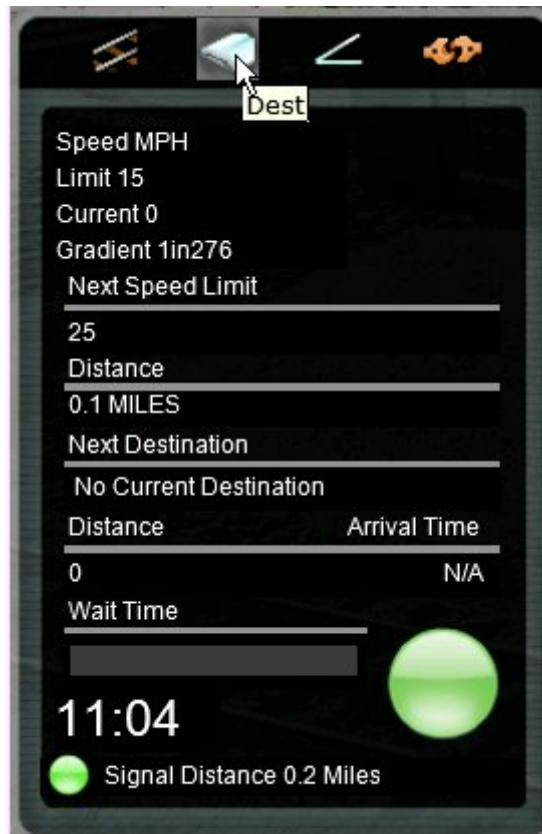 Dest
Speed MPH
Limit 15
Current 0
Gradient 1in276
Next Speed Limit
25
Distance
0.1 MILES
Next Destination
No Current Destination
Distance Arrival Time
0 N/A
Wait Time
11:04
Signal Distance 0.2 Miles